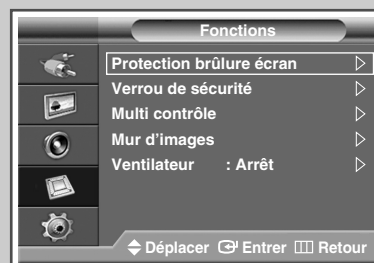 Fonctions
Protection brûlure écran
Verrou de sécurité
Multi contrôle
Mur d’images
Ventilateur : Arrêt
Déplacer Entrer Retour